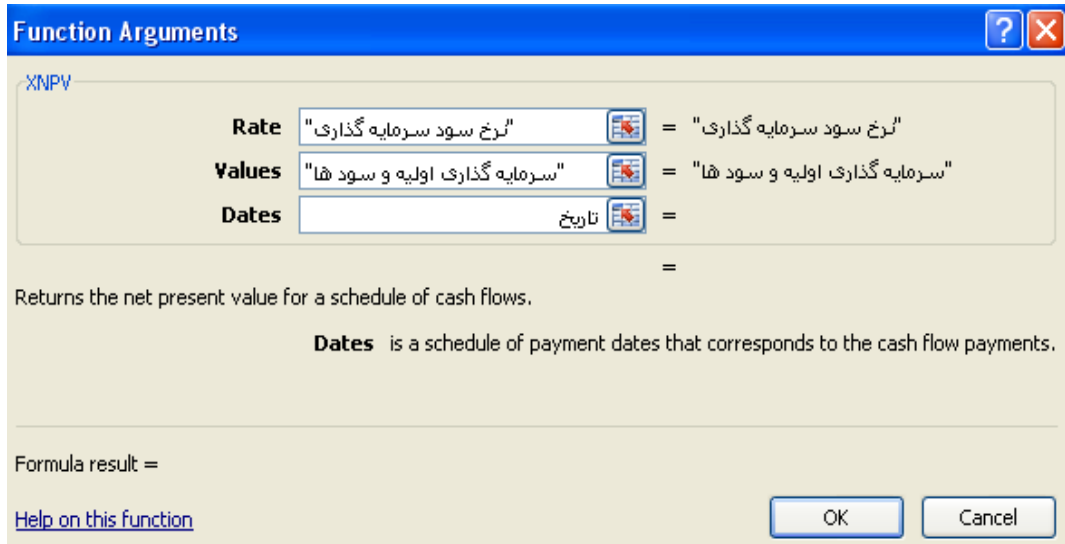 Function Arguments
XNPV
Rate "نرخ سود سرمایه گذاری" = "نرخ سود سرمایه گذاری"
Values "سرمایه گذاری اولیه و سود ها" = "سرمایه گذاری اولیه و سود ها"
Dates تاریخ =
=
Returns the net present value for a schedule of cash flows.
Dates is a schedule of payment dates that corresponds to the cash flow payments.
Formula result =
Help on this function OK Cancel